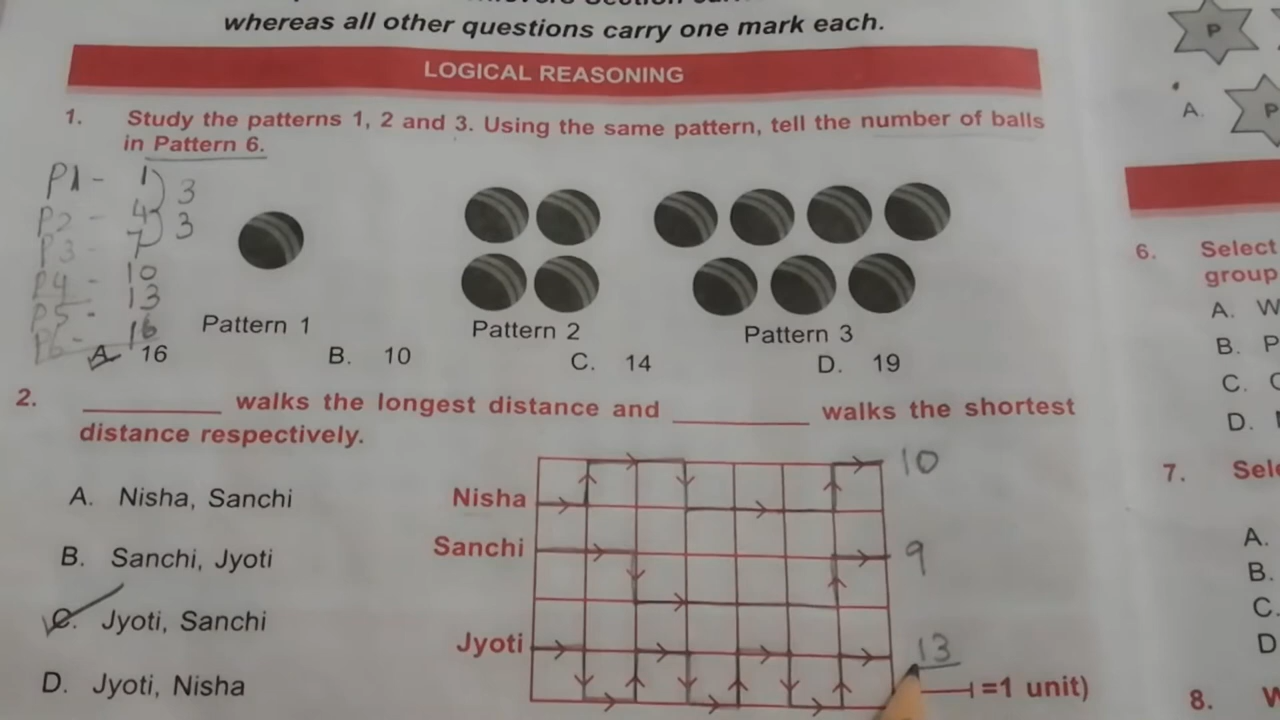 whereas all other questions carry one mark each.
LOGICAL REASONING
1. Study the patterns 1, 2 and 3. Using the same pattern, tell the number of balls
in Pattern 6.
P1 - 1
3
P2 - 4
3
P3 - 7
P4 - 10
P5 - 13
P6 - 16
Pattern 1
Pattern 2
Pattern 3
A. 16 B. 10 C. 14 D. 19
2. ________ walks the longest distance and ________ walks the shortest
distance respectively.
A. Nisha, Sanchi
B. Sanchi, Jyoti
C. Jyoti, Sanchi
D. Jyoti, Nisha
Nisha
10
Sanchi
9
Jyoti
13
=1 unit)
P
A. P
6. Select
group
A. W
B. P
C.
D.
7. Sele
A.
B.
C.
D
8. W